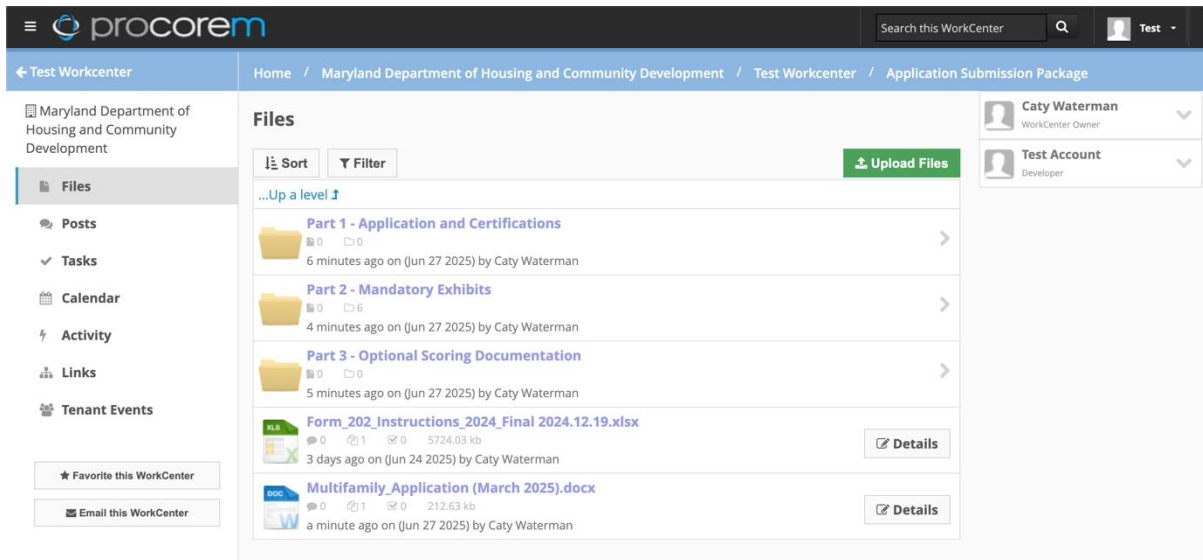 procorem
Search this WorkCenter
Test
Test Workcenter
Home / Maryland Department of Housing and Community Development / Test Workcenter / Application Submission Package
Maryland Department of
Housing and Community
Development
Files
Posts
Tasks
Calendar
Activity
Links
Tenant Events
Favorite this WorkCenter
Email this WorkCenter
Files
Sort
Filter
Upload Files
...Up a level
Part 1 - Application and Certifications
0 0
6 minutes ago on (Jun 27 2025) by Caty Waterman
Part 2 - Mandatory Exhibits
0 6
4 minutes ago on (Jun 27 2025) by Caty Waterman
Part 3 - Optional Scoring Documentation
0 0
5 minutes ago on (Jun 27 2025) by Caty Waterman
XLS
Form_202_Instructions_2024_Final 2024.12.19.xlsx
0 1 0 5724.03 kb
3 days ago on (Jun 24 2025) by Caty Waterman
Details
DOC
Multifamily_Application (March 2025).docx
0 1 0 212.63 kb
a minute ago on (Jun 27 2025) by Caty Waterman
Details
Caty Waterman
WorkCenter Owner
Test Account
Developer